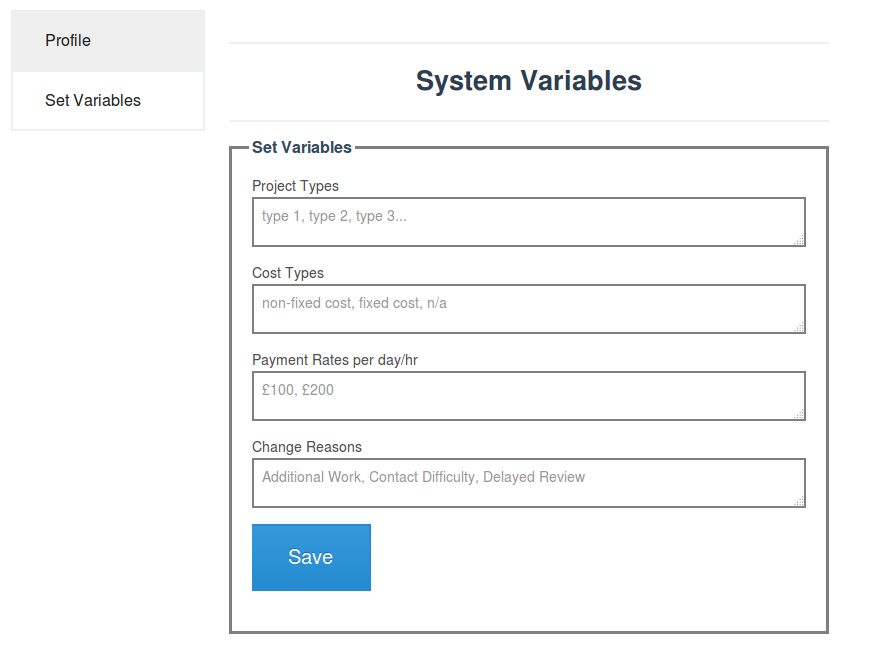 Profile
Set Variables
System Variables
Set Variables
Project Types
type 1, type 2, type 3...
Cost Types
non-fixed cost, fixed cost, n/a
Payment Rates per day/hr
£100, £200
Change Reasons
Additional Work, Contact Difficulty, Delayed Review
Save